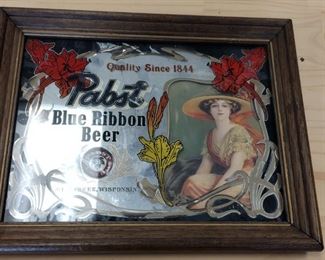 Quality Since 1844
Pabst
Blue Ribbon
Beer
WISCONSIN